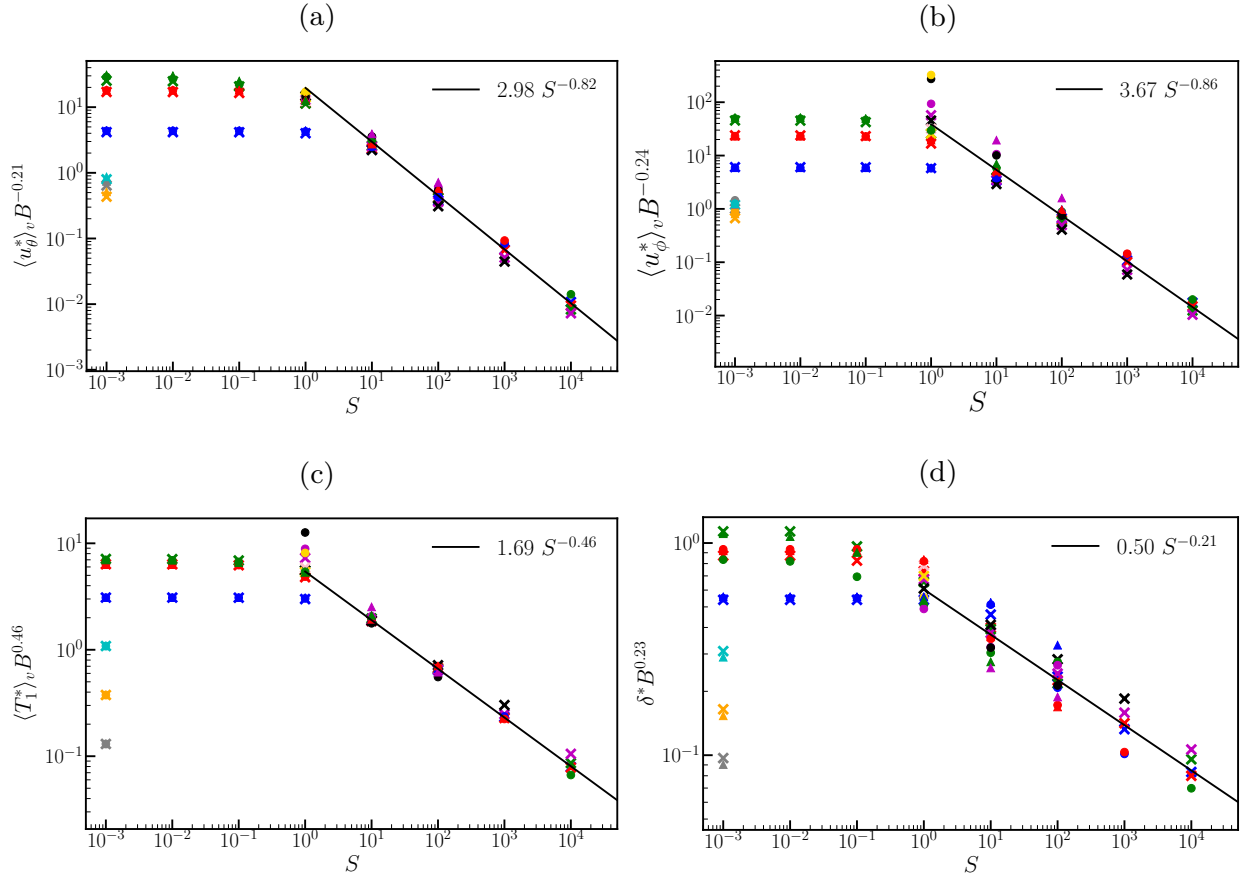 (a)
2.98 S^{-0.82}
⟨u_θ^*⟩_v B^{-0.21}
10^1
10^0
10^{-1}
10^{-2}
10^{-3}
10^{-3} 10^{-2} 10^{-1} 10^0 10^1 10^2 10^3 10^4
S
(b)
3.67 S^{-0.86}
⟨u_ϕ^*⟩_v B^{-0.24}
10^2
10^1
10^0
10^{-1}
10^{-2}
10^{-3} 10^{-2} 10^{-1} 10^0 10^1 10^2 10^3 10^4
S
(c)
1.69 S^{-0.46}
⟨T_1^*⟩_v B^{0.46}
10^1
10^0
10^{-1}
10^{-3} 10^{-2} 10^{-1} 10^0 10^1 10^2 10^3 10^4
S
(d)
0.50 S^{-0.21}
δ^* B^{0.23}
10^0
10^{-1}
10^{-3} 10^{-2} 10^{-1} 10^0 10^1 10^2 10^3 10^4
S